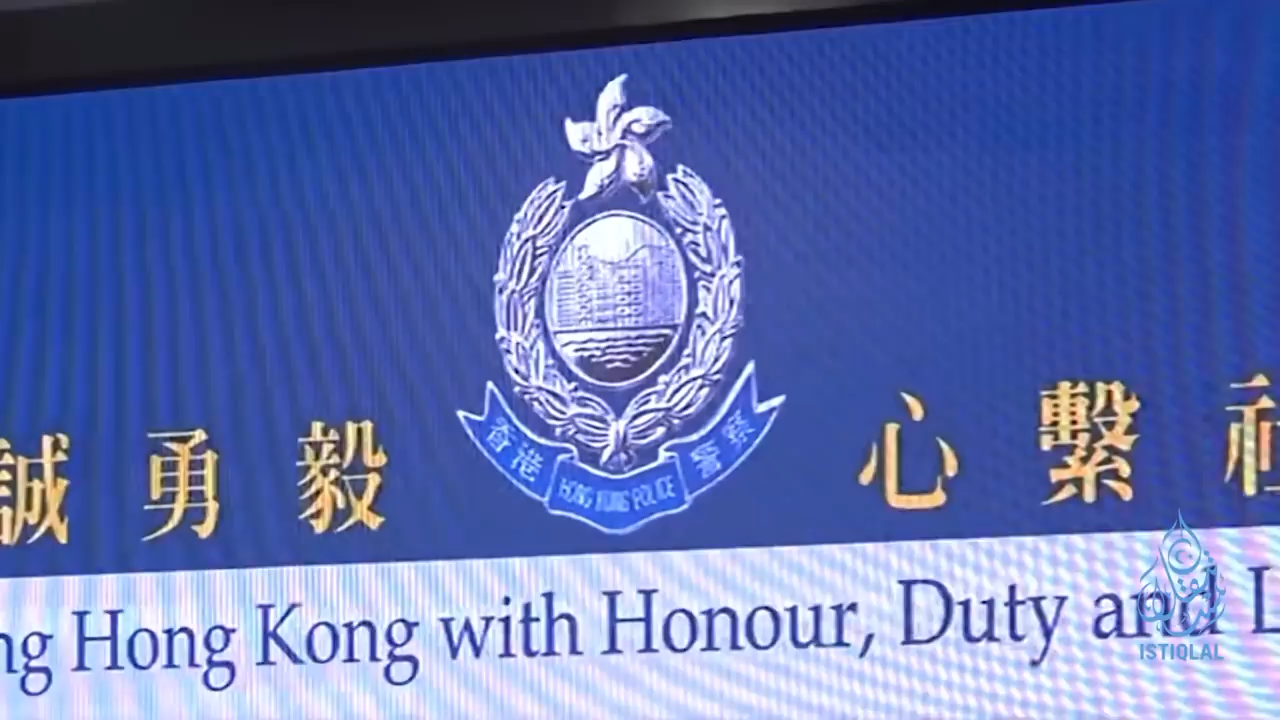 誠勇毅 心繫社
香港 HONG KONG POLICE 警察
ng Hong Kong with Honour, Duty and L
ISTIQLAL